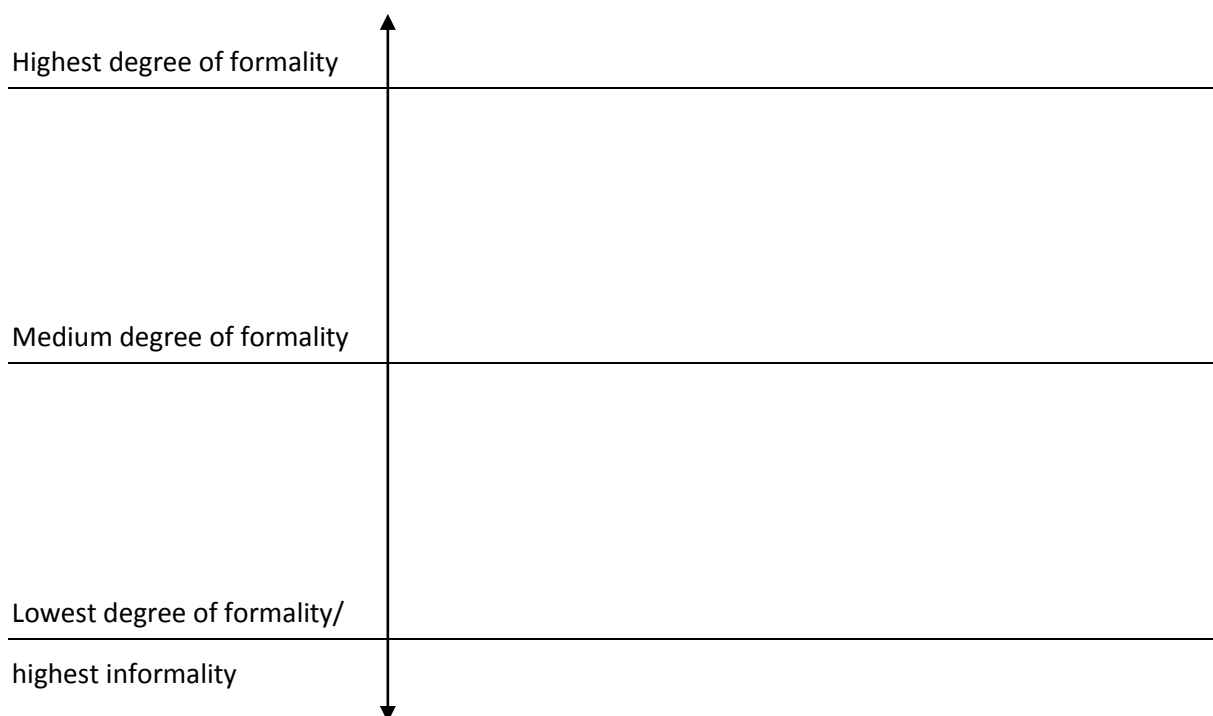 Highest degree of formality
Medium degree of formality
Lowest degree of formality/
highest informality